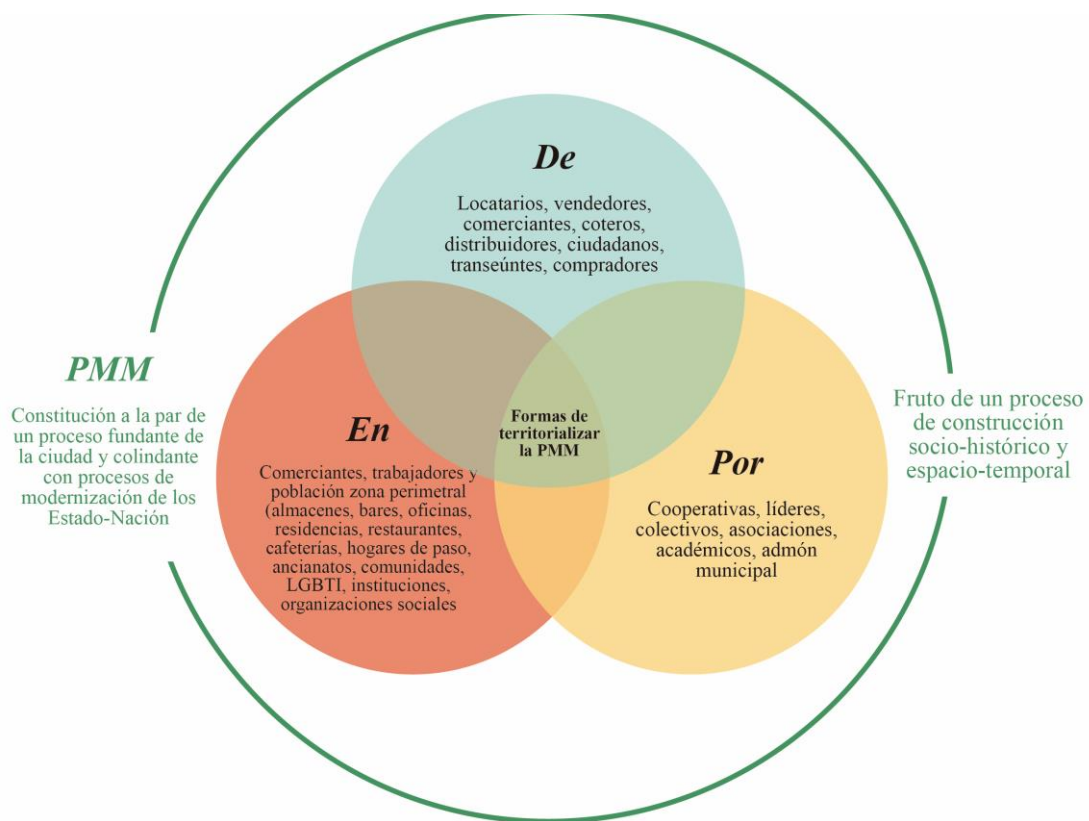 De
Locatarios, vendedores,
comerciantes, coteros,
distribuidores, ciudadanos,
transeúntes, compradores
PMM
Constitución a la par de
un proceso fundante de
la ciudad y colindante
con procesos de
modernización de los
Estado-Nación
En
Comerciantes, trabajadores y
población zona perimetral
(almacenes, bares, oficinas,
residencias, restaurantes,
cafeterías, hogares de paso,
ancianatos, comunidades,
LGBTI, instituciones,
organizaciones sociales
Formas de
territorializar
la PMM
Por
Cooperativas, líderes,
colectivos, asociaciones,
académicos, admón
municipal
Fruto de un proceso
de construcción
socio-histórico y
espacio-temporal